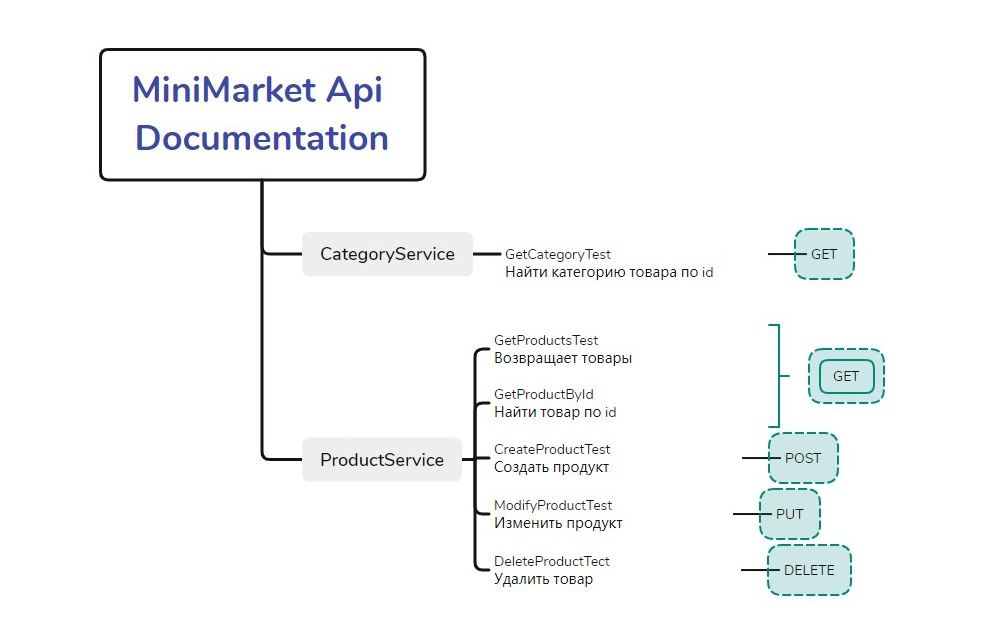 MiniMarket Api
Documentation
CategoryService
GetCategoryTest
Найти категорию товара по id
GET
ProductService
GetProductsTest
Возвращает товары
GetProductById
Найти товар по id
GET
CreateProductTest
Создать продукт
POST
ModifyProductTest
Изменить продукт
PUT
DeleteProductTect
Удалить товар
DELETE